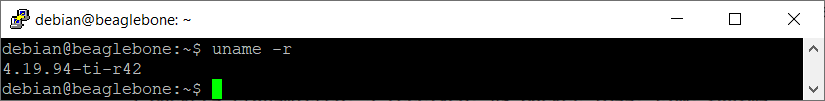 debian@beaglebone: ~
debian@beaglebone:~$ uname -r
4.19.94-ti-r42
debian@beaglebone:~$